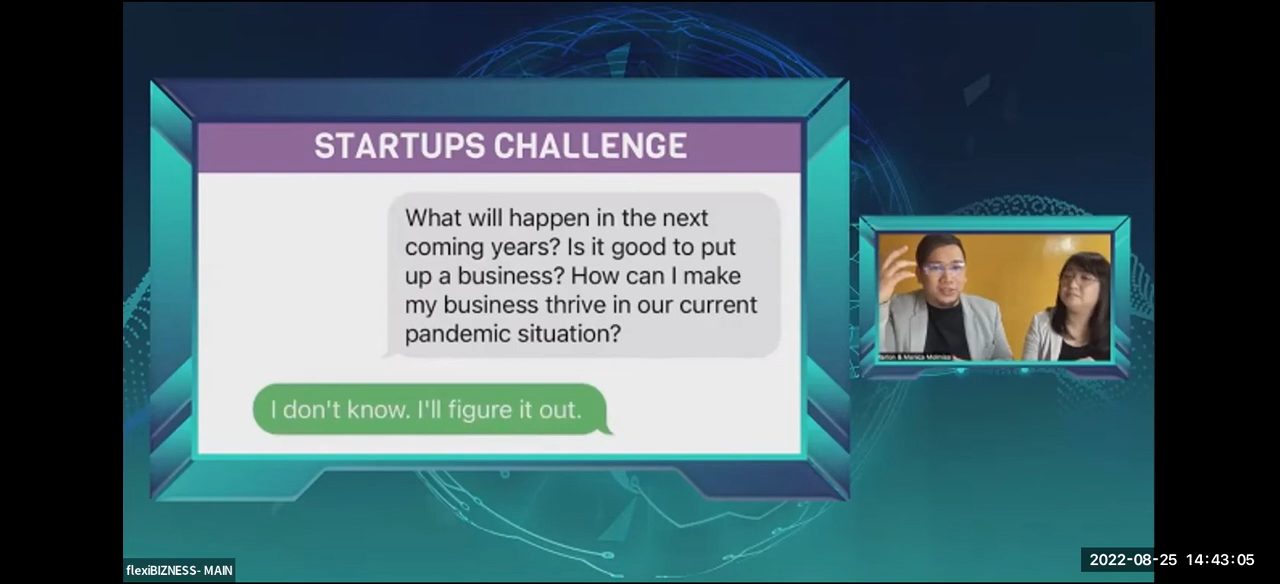 STARTUPS CHALLENGE
What will happen in the next
coming years? Is it good to put
up a business? How can I make
my business thrive in our current
pandemic situation?
I don't know. I'll figure it out.
& Monica
flexiBIZNESS- MAIN
2022-08-25 14:43:05